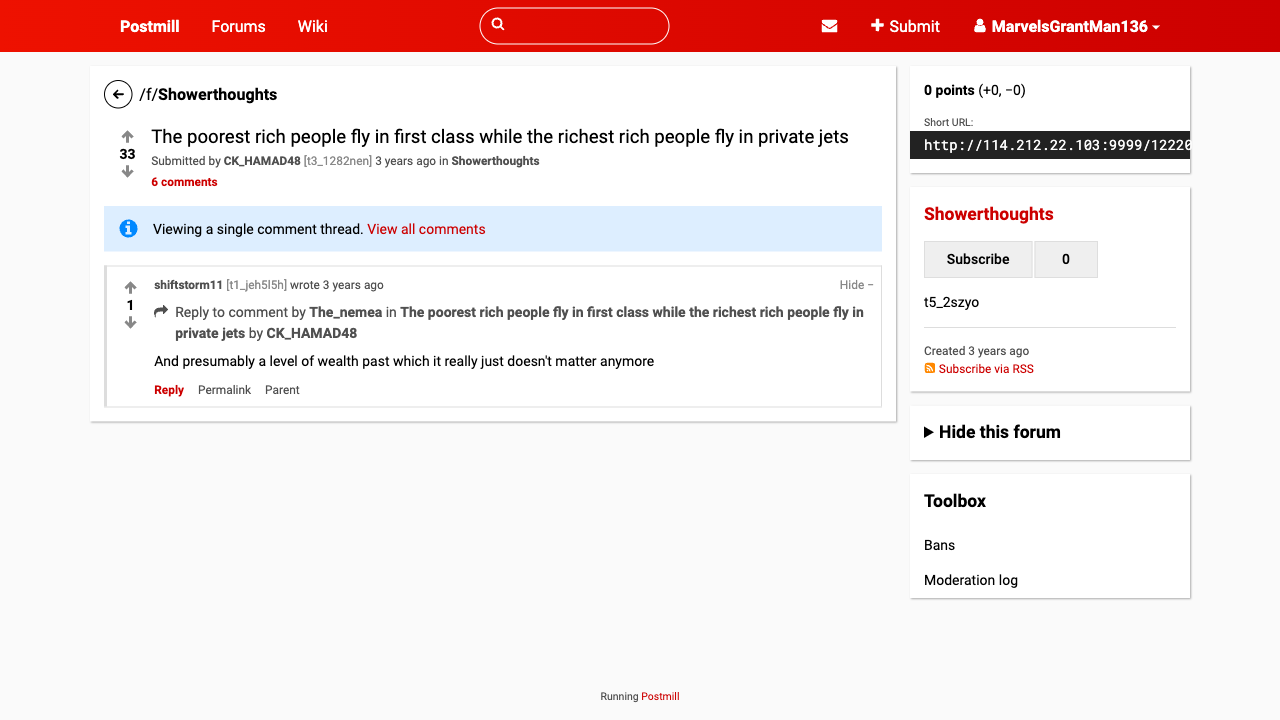 Postmill
Forums
Wiki
Submit
MarvelsGrantMan136
/f/Showerthoughts
33
The poorest rich people fly in first class while the richest rich people fly in private jets
Submitted by CK_HAMAD48 [t3_1282nen] 3 years ago in Showerthoughts
6 comments
Viewing a single comment thread. View all comments
1
shiftstorm11 [t1_jeh5l5h] wrote 3 years ago
Hide −
Reply to comment by The_nemea in The poorest rich people fly in first class while the richest rich people fly in
private jets by CK_HAMAD48
And presumably a level of wealth past which it really just doesn't matter anymore
Reply
Permalink
Parent
0 points (+0, −0)
Short URL:
http://114.212.22.103:9999/12220
Showerthoughts
Subscribe
0
t5_2szyo
Created 3 years ago
Subscribe via RSS
Hide this forum
Toolbox
Bans
Moderation log
Running Postmill